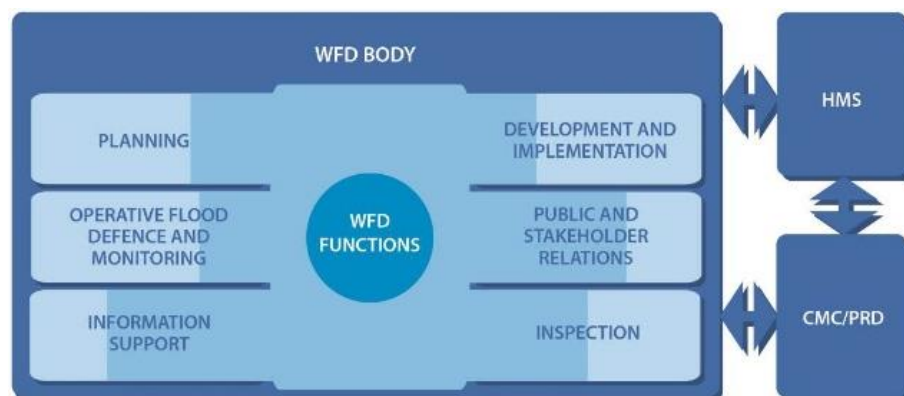 WFD BODY
PLANNING
DEVELOPMENT AND
IMPLEMENTATION
OPERATIVE FLOOD
DEFENCE AND
MONITORING
WFD
FUNCTIONS
PUBLIC AND
STAKEHOLDER
RELATIONS
INFORMATION
SUPPORT
INSPECTION
HMS
CMC/PRD